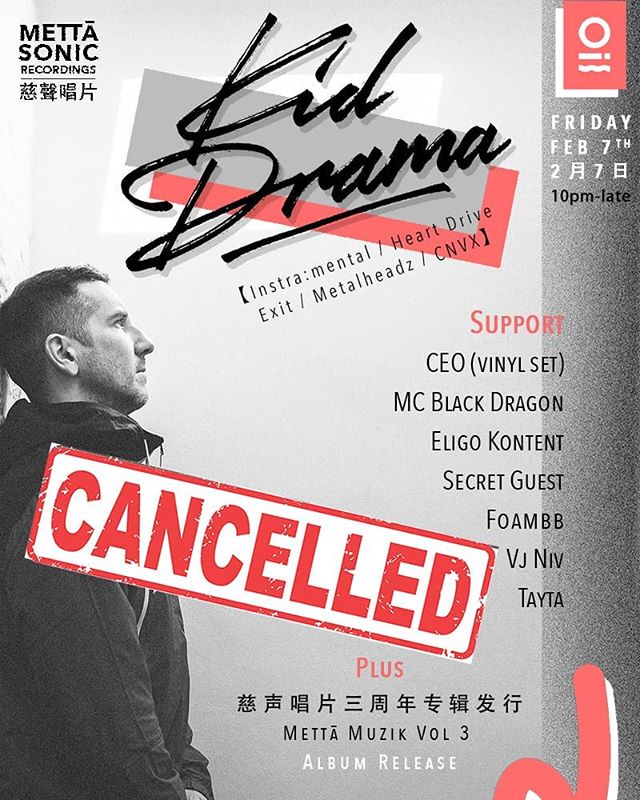 METTĀ
SONIC
RECORDINGS
慈聲唱片
Kid
Drama
【Instra:mental / Heart Drive
Exit / Metalheadz / CNVX】
Oi
FRIDAY
FEB 7TH
2月7日
10pm-late
SUPPORT
CEO (VINYL SET)
MC BLACK DRAGON
ELIGO KONTENT
SECRET GUEST
FOAMBB
VJ NIV
TAYTA
CANCELLED
PLUS
慈声唱片三周年专辑发行
METTĀ MUZIK VOL 3
ALBUM RELEASE